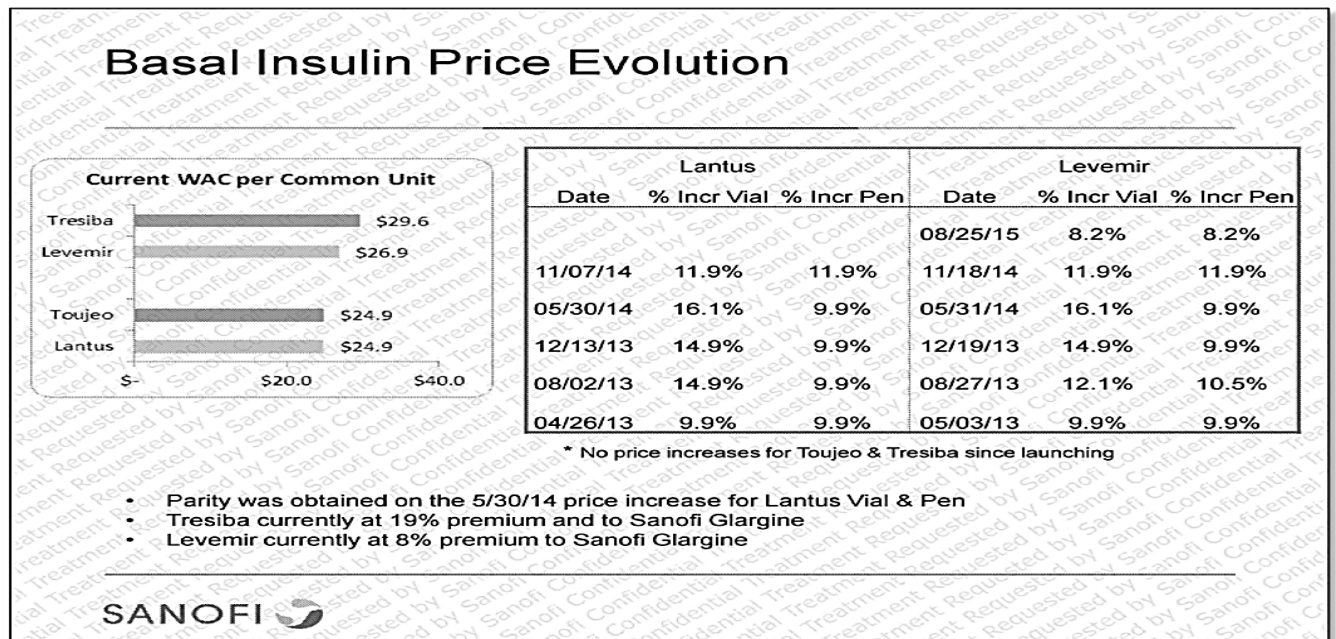 Basal Insulin Price Evolution
Current WAC per Common Unit
Tresiba $29.6
Levemir $26.9
Toujeo $24.9
Lantus $24.9
$- $20.0 $40.0
Lantus Levemir
Date % Incr Vial % Incr Pen Date % Incr Vial % Incr Pen
08/25/15 8.2% 8.2%
11/07/14 11.9% 11.9% 11/18/14 11.9% 11.9%
05/30/14 16.1% 9.9% 05/31/14 16.1% 9.9%
12/13/13 14.9% 9.9% 12/19/13 14.9% 9.9%
08/02/13 14.9% 9.9% 08/27/13 12.1% 10.5%
04/26/13 9.9% 9.9% 05/03/13 9.9% 9.9%
* No price increases for Toujeo & Tresiba since launching
• Parity was obtained on the 5/30/14 price increase for Lantus Vial & Pen
• Tresiba currently at 19% premium and to Sanofi Glargine
• Levemir currently at 8% premium to Sanofi Glargine
SANOFI
Confidential Treatment Requested by Sanofi